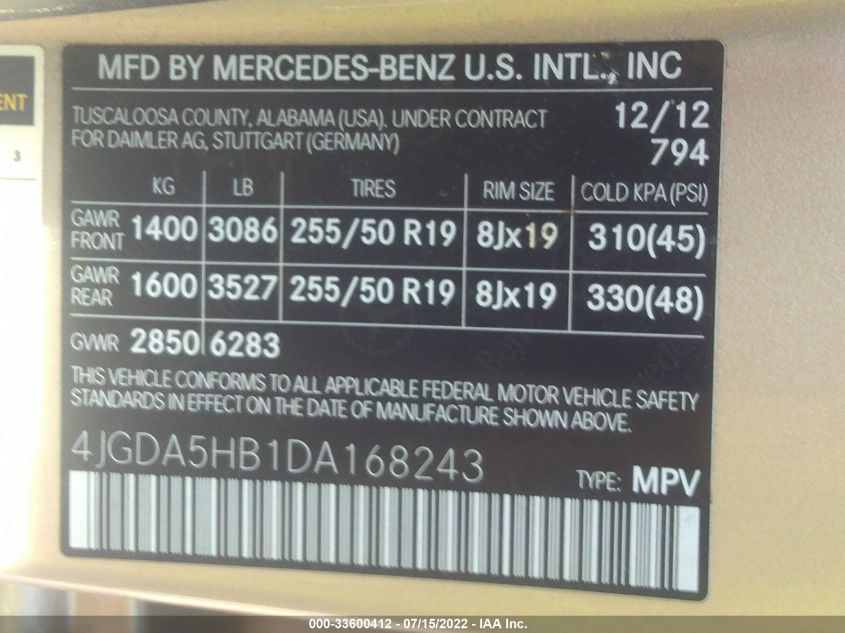 ENT
3
MFD BY MERCEDES-BENZ U.S. INTL., INC
TUSCALOOSA COUNTY, ALABAMA (USA). UNDER CONTRACT
FOR DAIMLER AG, STUTTGART (GERMANY)
12/12
794
KG LB TIRES RIM SIZE COLD KPA (PSI)
GAWR FRONT 1400 3086 255/50 R19 8Jx19 310(45)
GAWR REAR 1600 3527 255/50 R19 8Jx19 330(48)
GVWR 2850 6283
THIS VEHICLE CONFORMS TO ALL APPLICABLE FEDERAL MOTOR VEHICLE SAFETY
STANDARDS IN EFFECT ON THE DATE OF MANUFACTURE SHOWN ABOVE.
4JGDA5HB1DA168243
TYPE: MPV
000-33600412 - 07/15/2022 - IAA Inc.